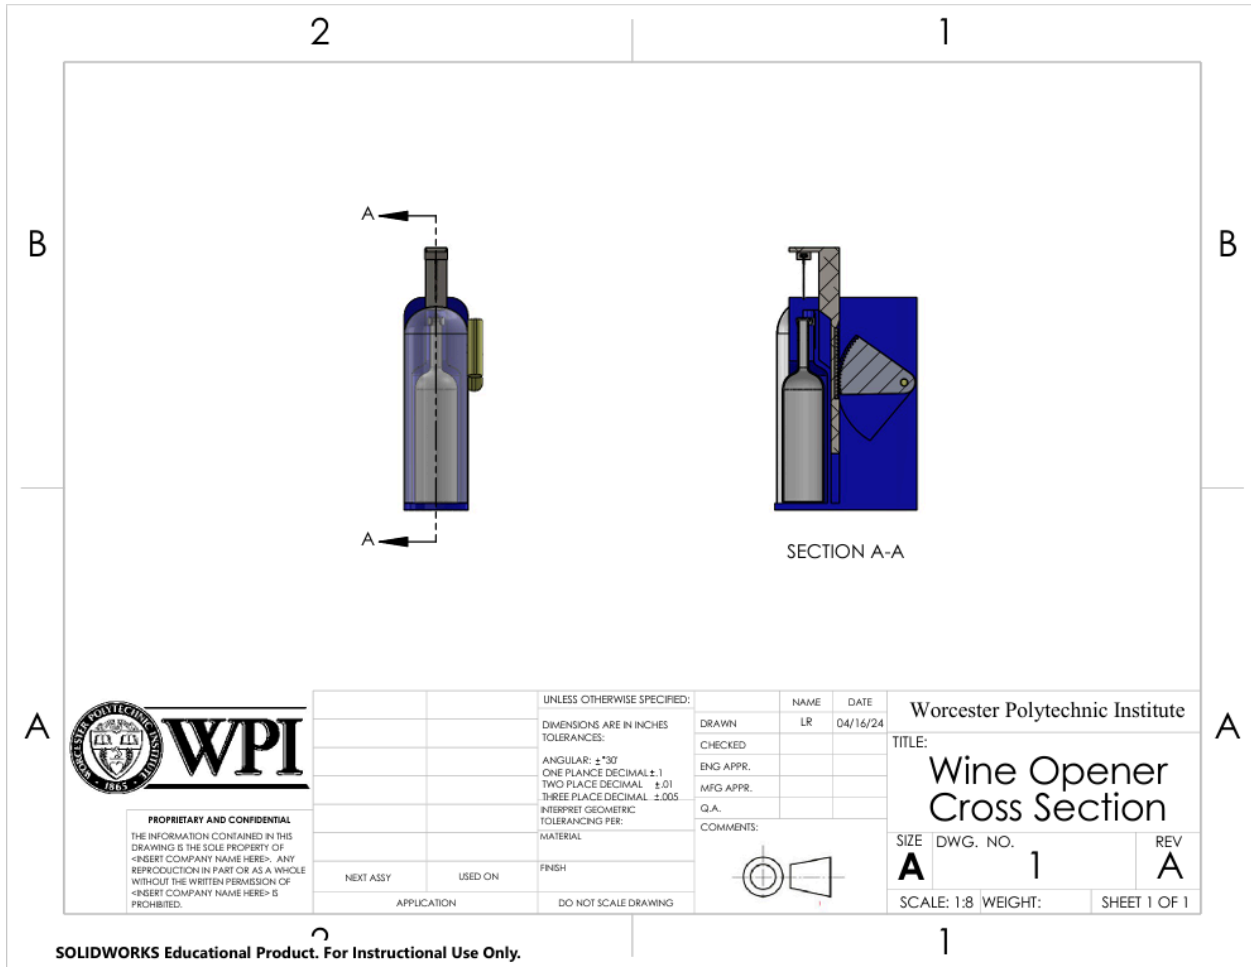 2
1
B
B
A
A
SECTION A-A
A
A
WORCESTER POLYTECHNIC INSTITUTE
1865
WPI
PROPRIETARY AND CONFIDENTIAL
THE INFORMATION CONTAINED IN THIS
DRAWING IS THE SOLE PROPERTY OF
<INSERT COMPANY NAME HERE>. ANY
REPRODUCTION IN PART OR AS A WHOLE
WITHOUT THE WRITTEN PERMISSION OF
<INSERT COMPANY NAME HERE> IS
PROHIBITED.
NEXT ASSY
USED ON
APPLICATION
UNLESS OTHERWISE SPECIFIED:
DIMENSIONS ARE IN INCHES
TOLERANCES:
ANGULAR: ±°30'
ONE PLANCE DECIMAL ±.1
TWO PLACE DECIMAL ±.01
THREE PLACE DECIMAL ±.005
INTERPRET GEOMETRIC
TOLERANCING PER:
MATERIAL
FINISH
DO NOT SCALE DRAWING
NAME
DATE
DRAWN
LR
04/16/24
CHECKED
ENG APPR.
MFG APPR.
Q.A.
COMMENTS:
Worcester Polytechnic Institute
TITLE:
Wine Opener
Cross Section
SIZE
A
DWG. NO.
1
REV
A
SCALE: 1:8
WEIGHT:
SHEET 1 OF 1
1
SOLIDWORKS Educational Product. For Instructional Use Only.